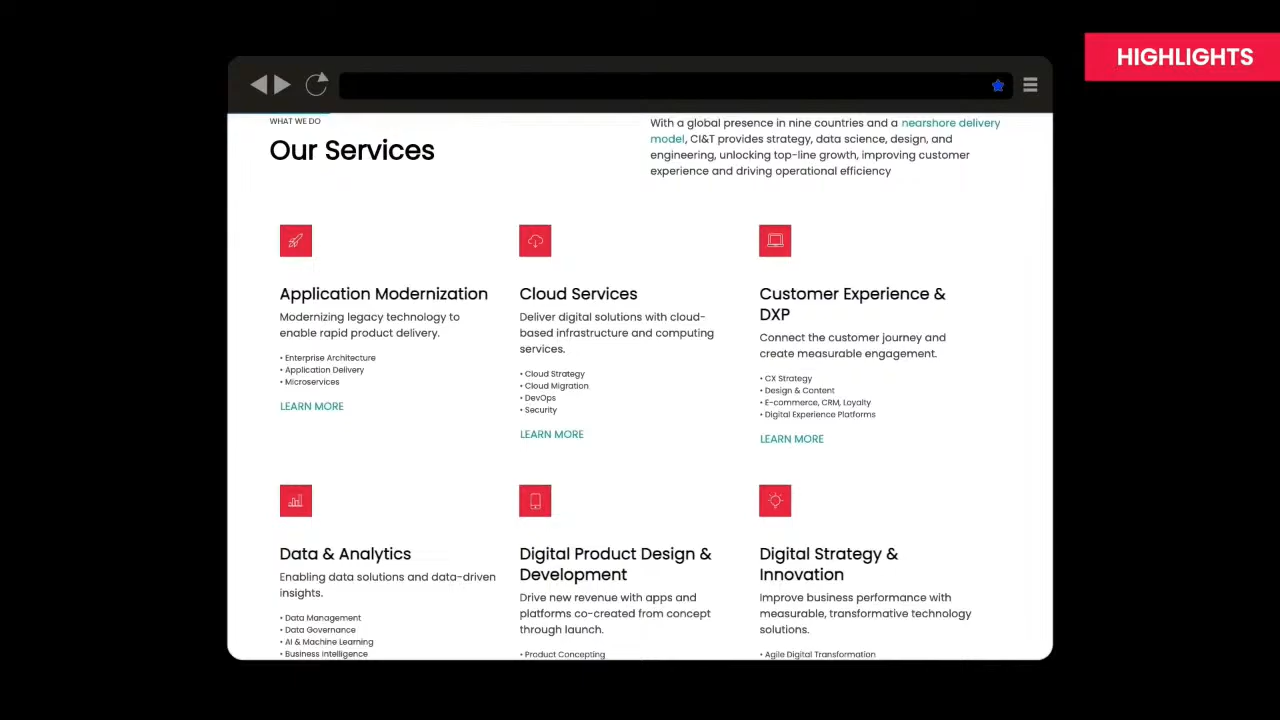 HIGHLIGHTS
WHAT WE DO
Our Services
With a global presence in nine countries and a nearshore delivery
model, CI&T provides strategy, data science, design, and
engineering, unlocking top-line growth, improving customer
experience and driving operational efficiency
Application Modernization
Modernizing legacy technology to
enable rapid product delivery.
• Enterprise Architecture
• Application Delivery
• Microservices
LEARN MORE
Cloud Services
Deliver digital solutions with cloud-
based infrastructure and computing
services.
• Cloud Strategy
• Cloud Migration
• DevOps
• Security
LEARN MORE
Customer Experience &
DXP
Connect the customer journey and
create measurable engagement.
• CX Strategy
• Design & Content
• E-commerce, CRM, Loyalty
• Digital Experience Platforms
LEARN MORE
Data & Analytics
Enabling data solutions and data-driven
insights.
• Data Management
• Data Governance
• AI & Machine Learning
• Business Intelligence
Digital Product Design &
Development
Drive new revenue with apps and
platforms co-created from concept
through launch.
• Product Concepting
Digital Strategy &
Innovation
Improve business performance with
measurable, transformative technology
solutions.
• Agile Digital Transformation